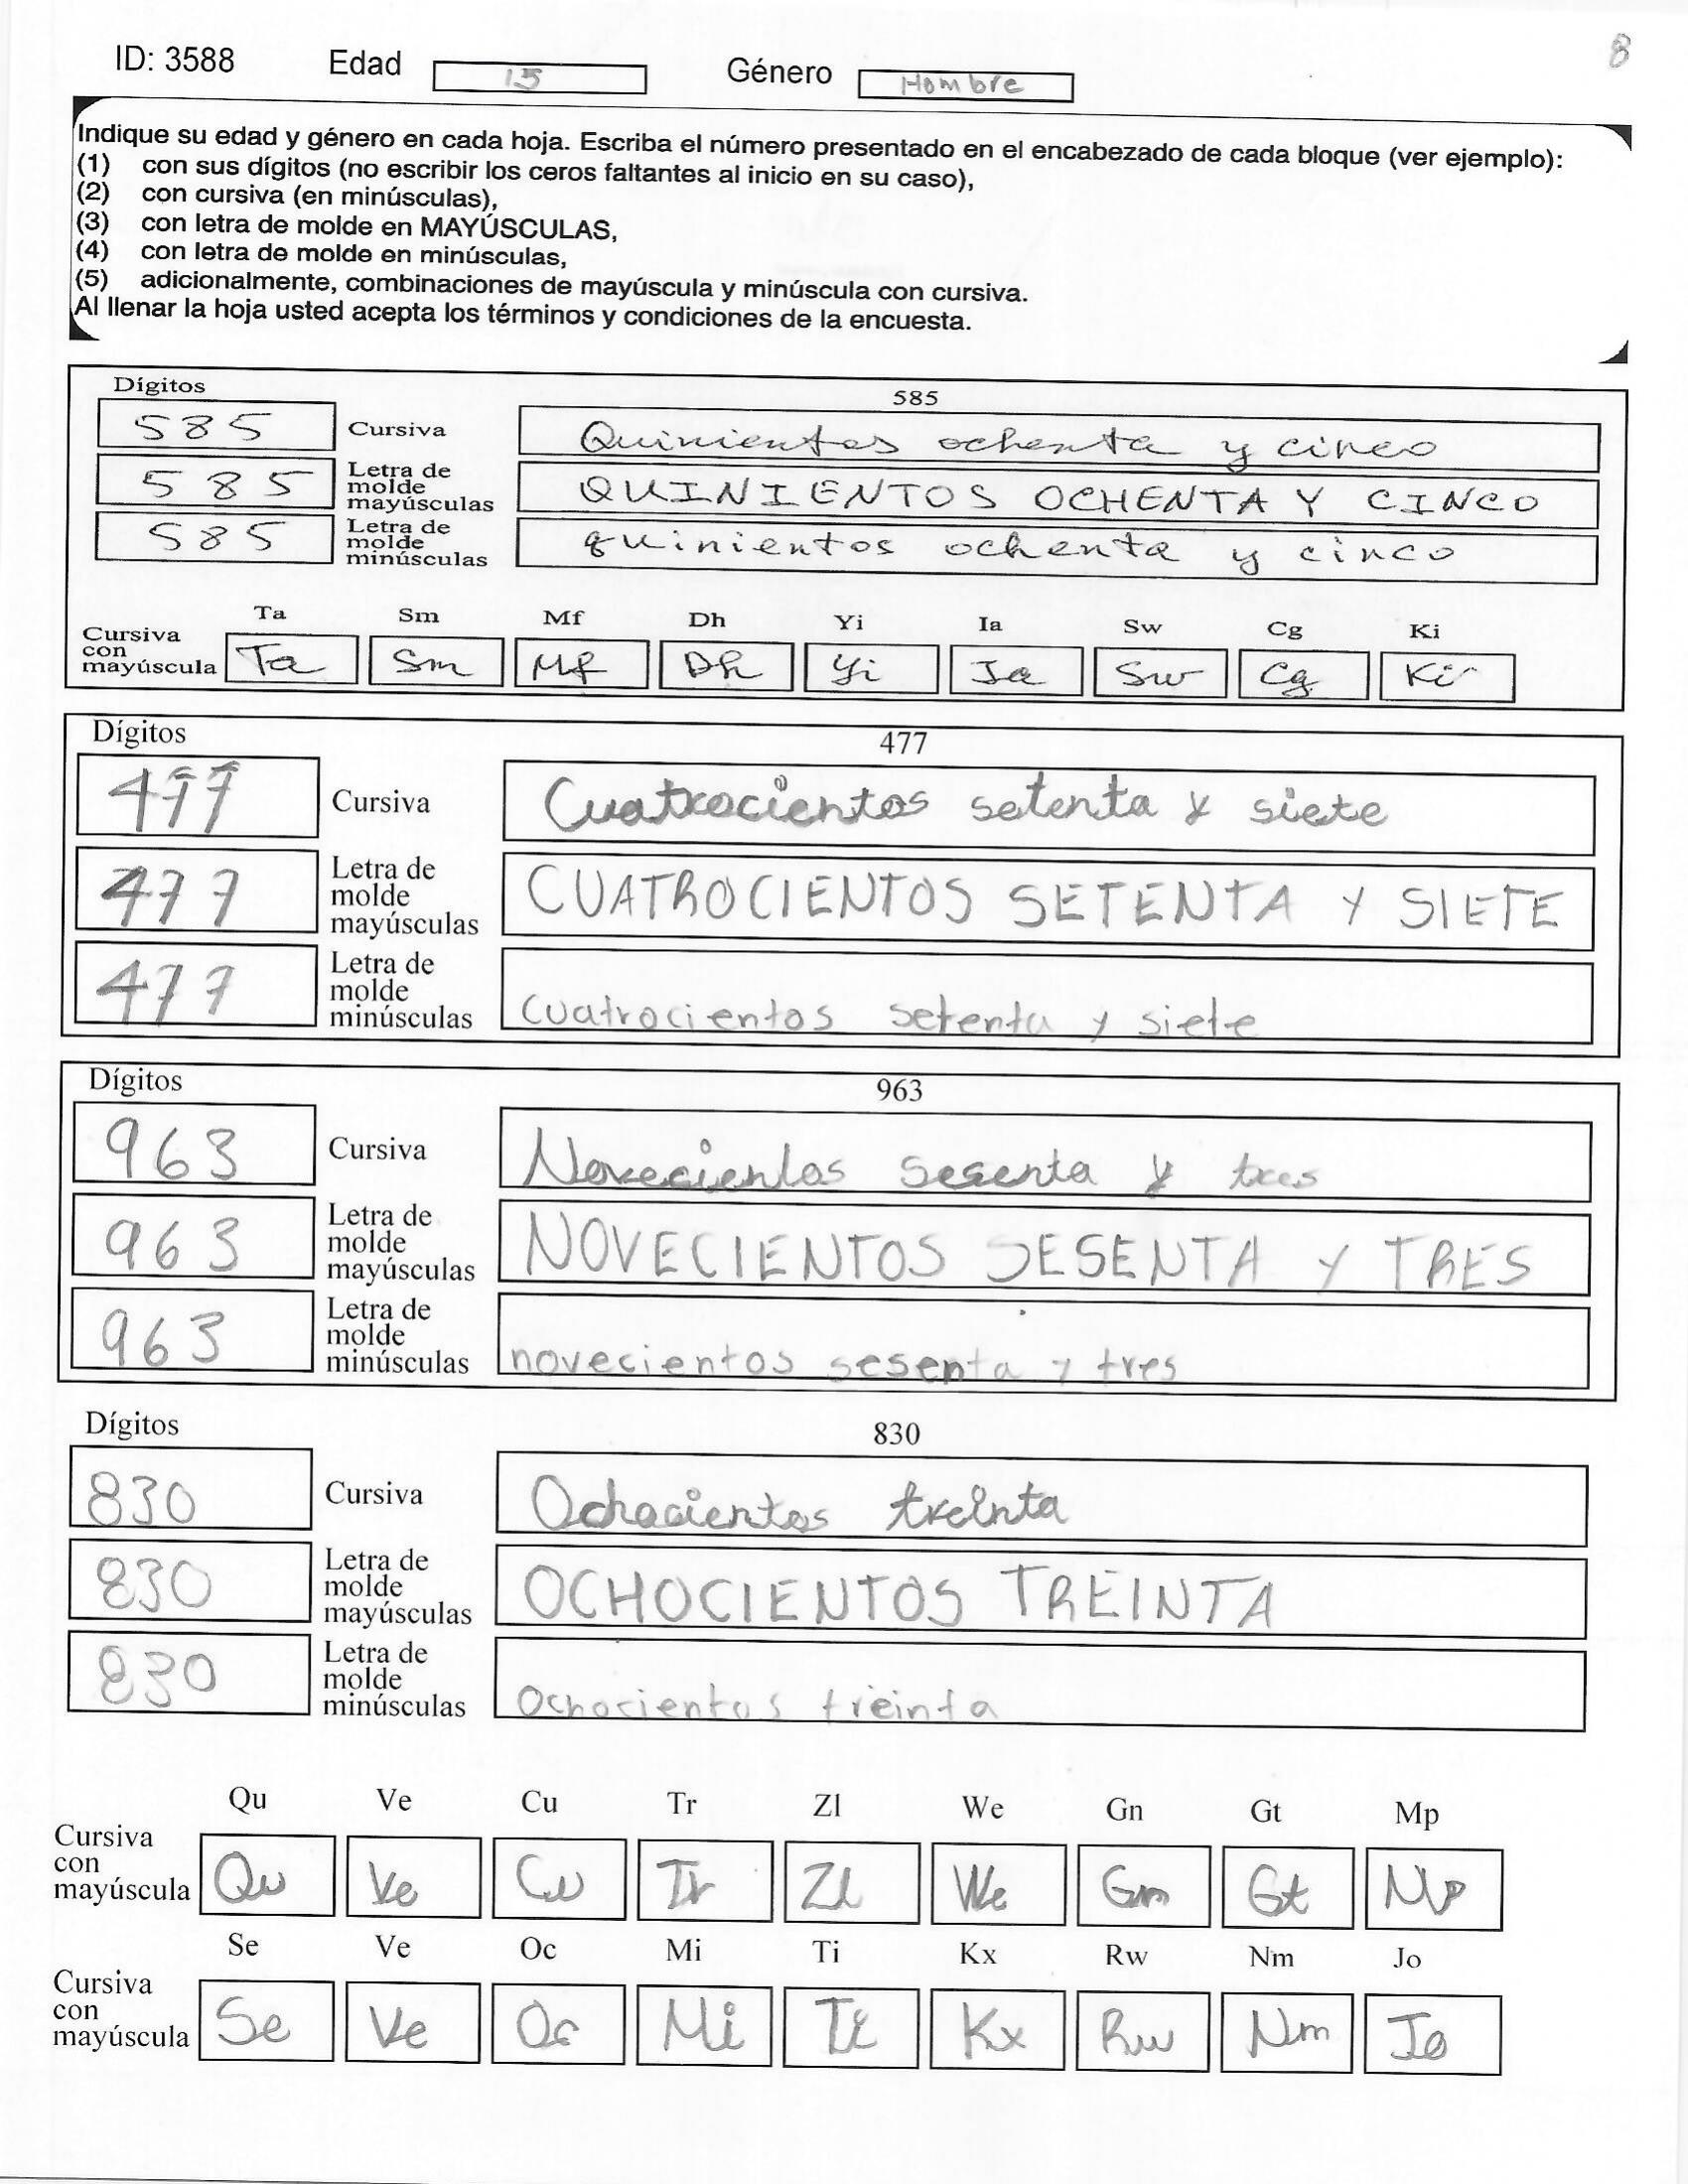 8
ID: 3588 Edad 15 Género Hombre
Indique su edad y género en cada hoja. Escriba el número presentado en el encabezado de cada bloque (ver ejemplo):
(1) con sus dígitos (no escribir los ceros faltantes al inicio en su caso),
(2) con cursiva (en minúsculas),
(3) con letra de molde en MAYÚSCULAS,
(4) con letra de molde en minúsculas,
(5) adicionalmente, combinaciones de mayúscula y minúscula con cursiva.
Al llenar la hoja usted acepta los términos y condiciones de la encuesta.
Dígitos 585
585 Cursiva Quinientos ochenta y cinco
585 Letra de molde mayúsculas QUINIENTOS OCHENTA Y CINCO
585 Letra de molde minúsculas quinientos ochenta y cinco
Ta Sm Mf Dh Yi Ia Sw Cg Ki
Cursiva con mayúscula Ta Sm Mf Dh Yi Ia Sw Cg Ki
Dígitos 477
477 Cursiva Cuatrocientos setenta y siete
477 Letra de molde mayúsculas CUATROCIENTOS SETENTA Y SIETE
477 Letra de molde minúsculas cuatrocientos setenta y siete
Dígitos 963
963 Cursiva Novecientos sesenta y tres
963 Letra de molde mayúsculas NOVECIENTOS SESENTA Y TRES
963 Letra de molde minúsculas novecientos sesenta y tres
Dígitos 830
830 Cursiva Ochocientos treinta
830 Letra de molde mayúsculas OCHOCIENTOS TREINTA
830 Letra de molde minúsculas Ochocientos treinta
Qu Ve Cu Tr Zl We Gn Gt Mp
Cursiva con mayúscula Qu Ve Cu Tr Zl We Gn Gt Mp
Se Ve Oc Mi Ti Kx Rw Nm Jo
Cursiva con mayúscula Se Ve Oc Mi Ti Kx Rw Nm Jo